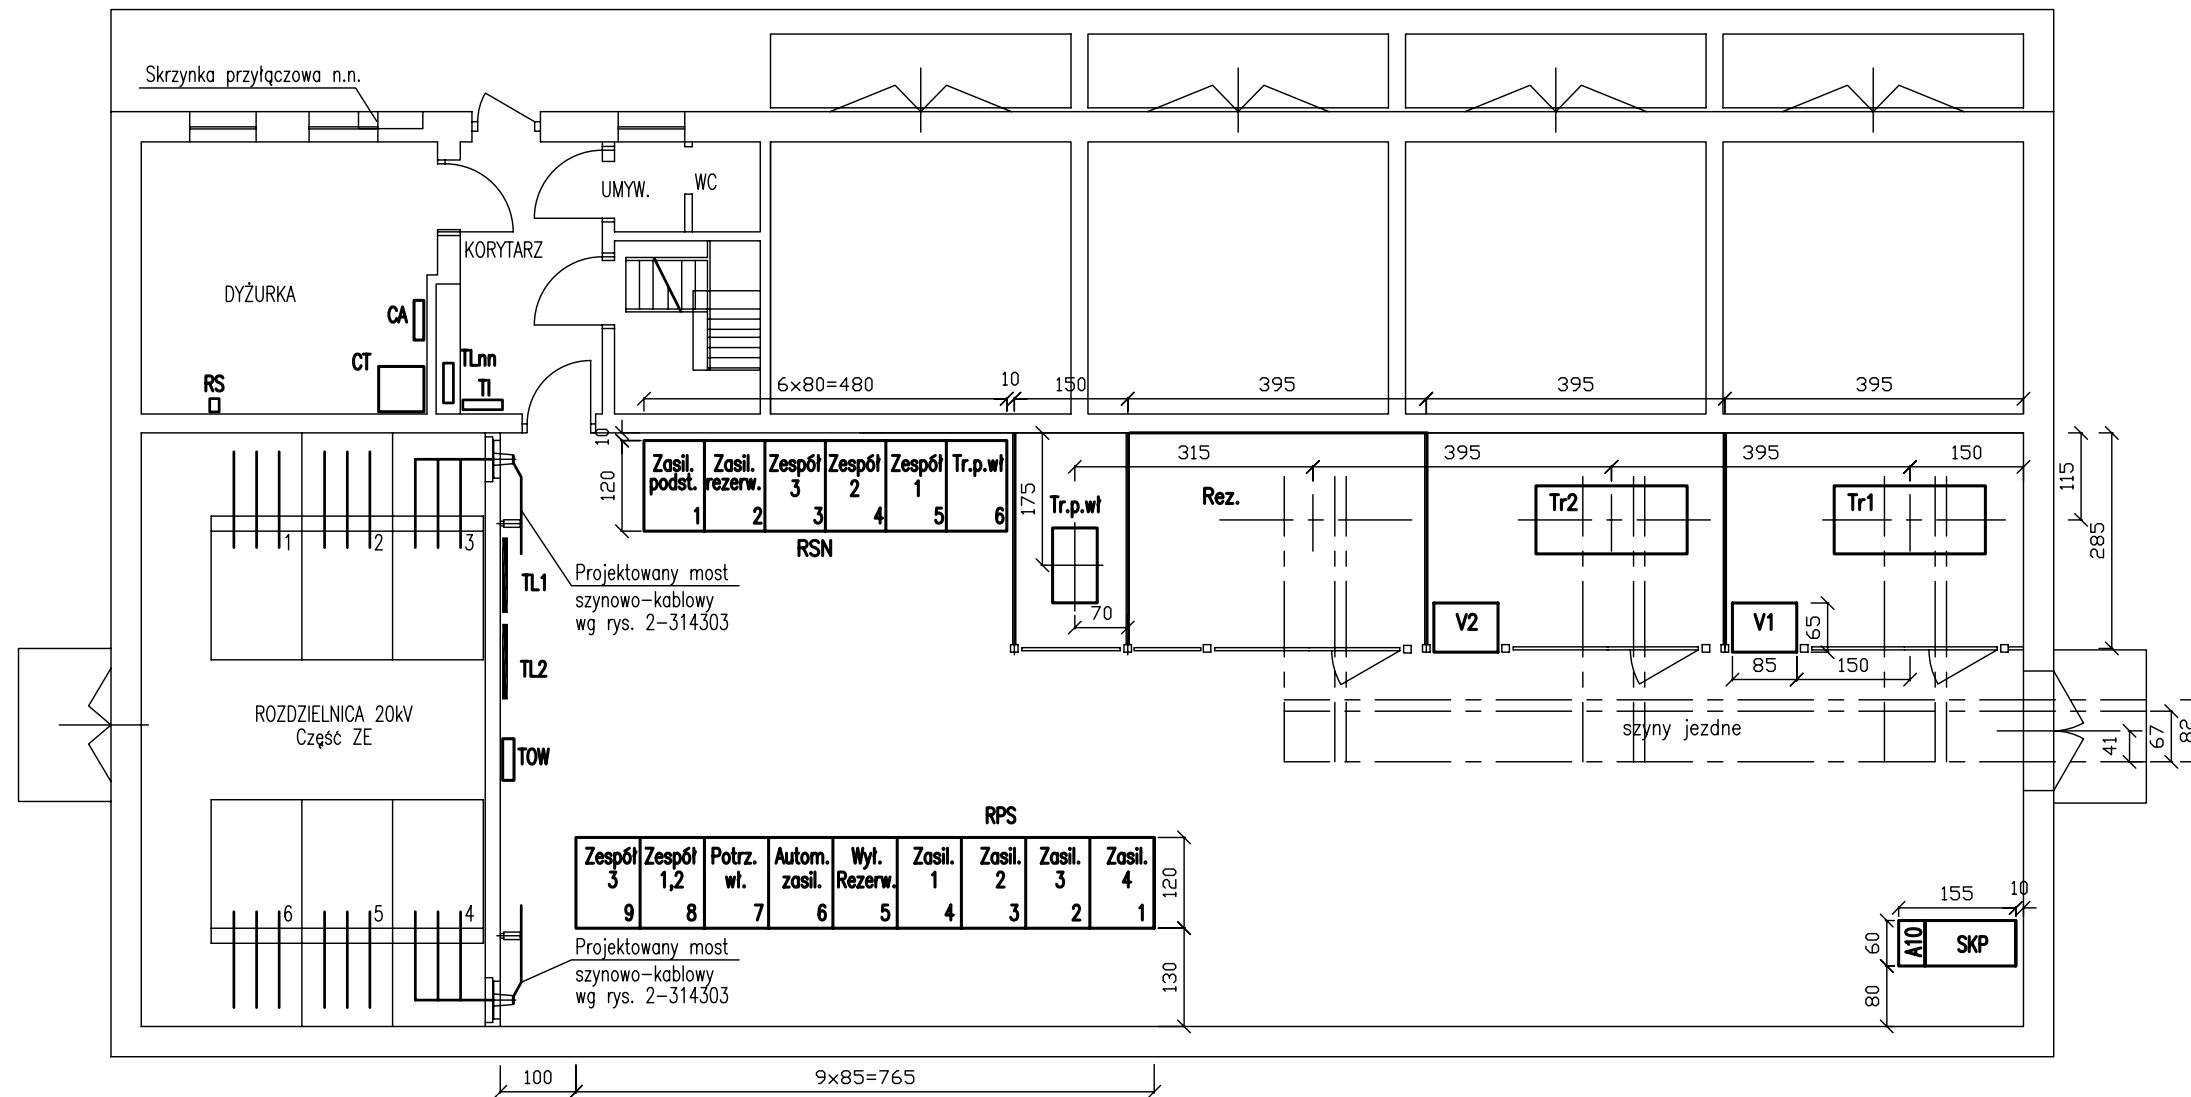 Skrzynka przyłączowa n.n.
UMYW.
WC
KORYTARZ
DYŻURKA
CA
CT
TLnn
TI
RS
6x80=480
10
150
395
395
395
10
120
Zasil.
podst.
1
Zasil.
rezerw.
2
Zespół
3
3
Zespół
2
4
Zespół
1
5
Tr.p.wł
6
RSN
175
Tr.p.wł
70
315
395
395
150
Rez.
Tr2
Tr1
115
285
V2
V1
65
85
150
1
2
3
TL1
TL2
Projektowany most
szynowo-kablowy
wg rys. 2-314303
ROZDZIELNICA 20kV
Część ZE
TOW
szyny jezdne
41
67
82
RPS
Zespół
3
9
Zespół
1,2
8
Potrz.
wł.
7
Autom.
zasil.
6
Wył.
Rezerw.
5
Zasil.
1
4
Zasil.
2
3
Zasil.
3
2
Zasil.
4
1
120
130
6
5
4
Projektowany most
szynowo-kablowy
wg rys. 2-314303
155
10
60
80
A10
SKP
100
9x85=765